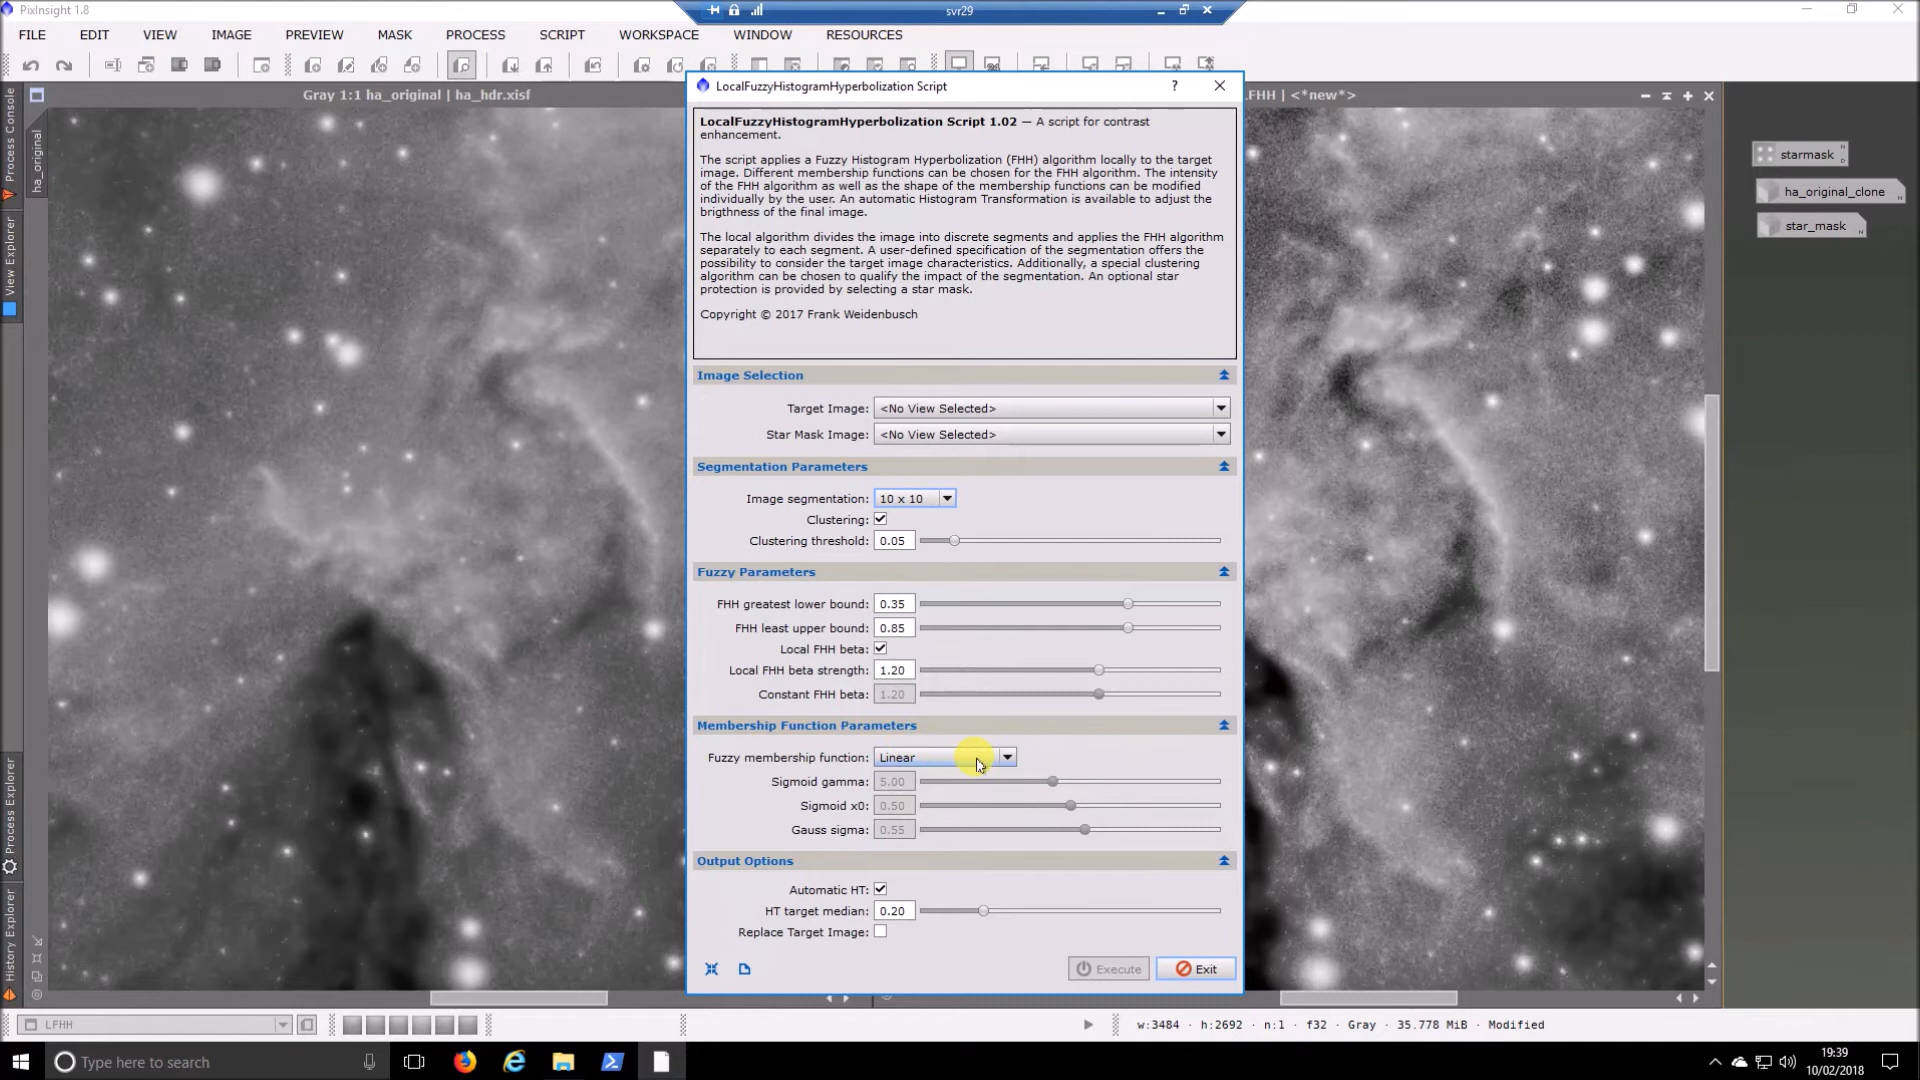 PixInsight 1.8
svr29
FILE EDIT VIEW IMAGE PREVIEW MASK PROCESS SCRIPT WORKSPACE WINDOW RESOURCES
LocalFuzzyHistogramHyperbolization Script
?
Gray 1:1 ha_original | ha_hdr.xisf
FHH | <*new*>
Process Console
View Explorer
Process Explorer
History Explorer
ha_original
LocalFuzzyHistogramHyperbolization Script 1.02 — A script for contrast
enhancement.
The script applies a Fuzzy Histogram Hyperbolization (FHH) algorithm locally to the target
image. Different membership functions can be chosen for the FHH algorithm. The intensity
of the FHH algorithm as well as the shape of the membership functions can be modified
individually by the user. An automatic Histogram Transformation is available to adjust the
brigthness of the final image.
The local algorithm divides the image into discrete segments and applies the FHH algorithm
separately to each segment. A user-defined specification of the segmentation offers the
possibility to consider the target image characteristics. Additionally, a special clustering
algorithm can be chosen to qualify the impact of the segmentation. An optional star
protection is provided by selecting a star mask.
Copyright © 2017 Frank Weidenbusch
Image Selection
Target Image: <No View Selected>
Star Mask Image: <No View Selected>
Segmentation Parameters
Image segmentation: 10 x 10
Clustering:
Clustering threshold: 0.05
Fuzzy Parameters
FHH greatest lower bound: 0.35
FHH least upper bound: 0.85
Local FHH beta:
Local FHH beta strength: 1.20
Constant FHH beta: 1.20
Membership Function Parameters
Fuzzy membership function: Linear
Sigmoid gamma: 5.00
Sigmoid x0: 0.50
Gauss sigma: 0.55
Output Options
Automatic HT:
HT target median: 0.20
Replace Target Image:
Execute
Exit
starmask
ha_original_clone
star_mask
LFHH
w:3484 · h:2692 · n:1 · f32 · Gray · 35.778 MiB · Modified
Type here to search
19:39
10/02/2018